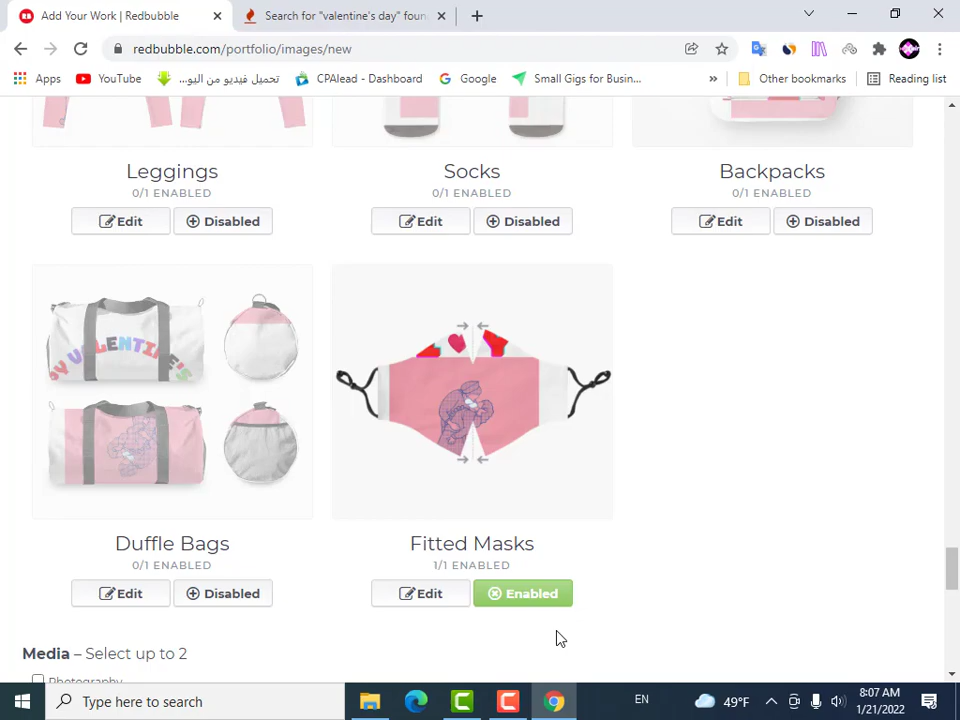 Add Your Work | Redbubble
Search for "valentine's day" foun
redbubble.com/portfolio/images/new
Apps
YouTube
تحميل فيديو من اليو...
CPAlead - Dashboard
Google
Small Gigs for Busin...
»
Other bookmarks
Reading list
Leggings
Socks
Backpacks
0/1 ENABLED
0/1 ENABLED
0/1 ENABLED
Edit
Disabled
Edit
Disabled
Edit
Disabled
Y VALENTINE'S
Duffle Bags
Fitted Masks
0/1 ENABLED
1/1 ENABLED
Edit
Disabled
Edit
Enabled
Media – Select up to 2
Photography
Type here to search
49°F
EN
8:07 AM
1/21/2022